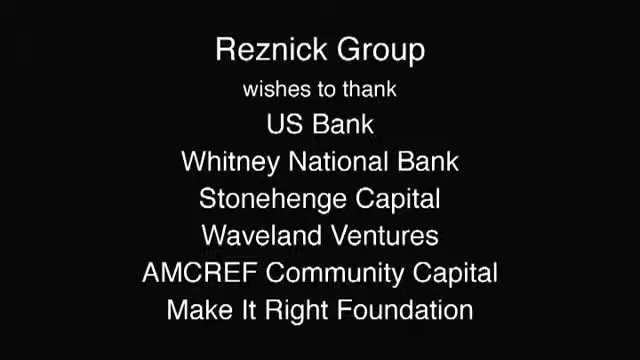 Reznick Group
wishes to thank
US Bank
Whitney National Bank
Stonehenge Capital
Waveland Ventures
AMCREF Community Capital
Make It Right Foundation